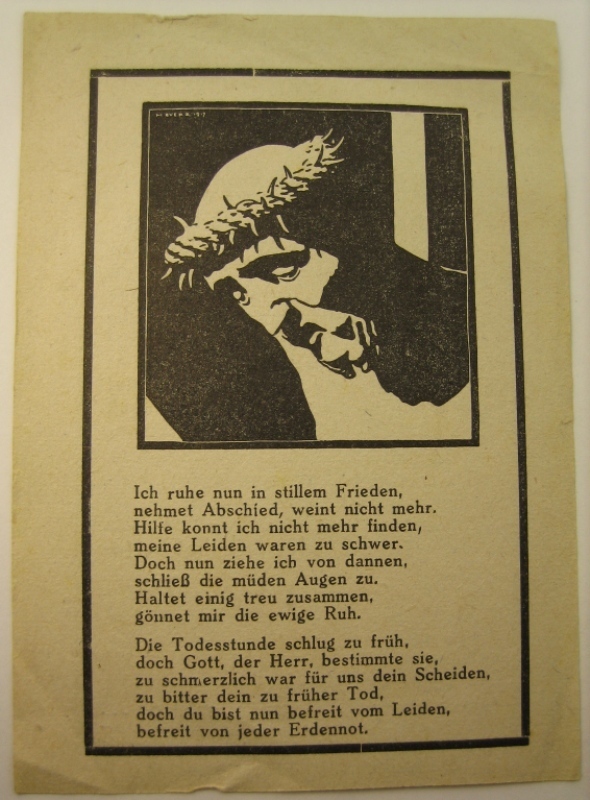 Ich ruhe nun in stillem Frieden,
nehmet Abschied, weint nicht mehr.
Hilfe konnt ich nicht mehr finden,
meine Leiden waren zu schwer.
Doch nun ziehe ich von dannen,
schließ die müden Augen zu.
Haltet einig treu zusammen,
gönnet mir die ewige Ruh.
Die Todesstunde schlug zu früh,
doch Gott, der Herr, bestimmte sie,
zu schmerzlich war für uns dein Scheiden,
zu bitter dein zu früher Tod,
doch du bist nun befreit vom Leiden,
befreit von jeder Erdennot.